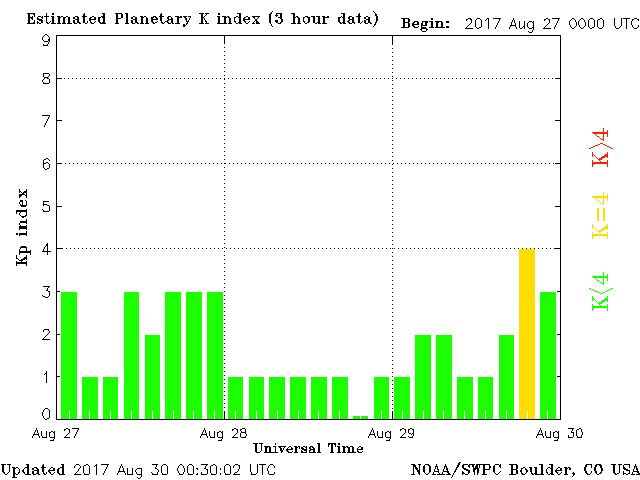 Estimated Planetary K index (3 hour data) Begin: 2017 Aug 27 0000 UTC
9
8
7
6
5
4
3
2
1
0
Kp index
K>4
K=4
K<4
Aug 27 Aug 28 Aug 29 Aug 30
Universal Time
Updated 2017 Aug 30 00:30:02 UTC NOAA/SWPC Boulder, CO USA